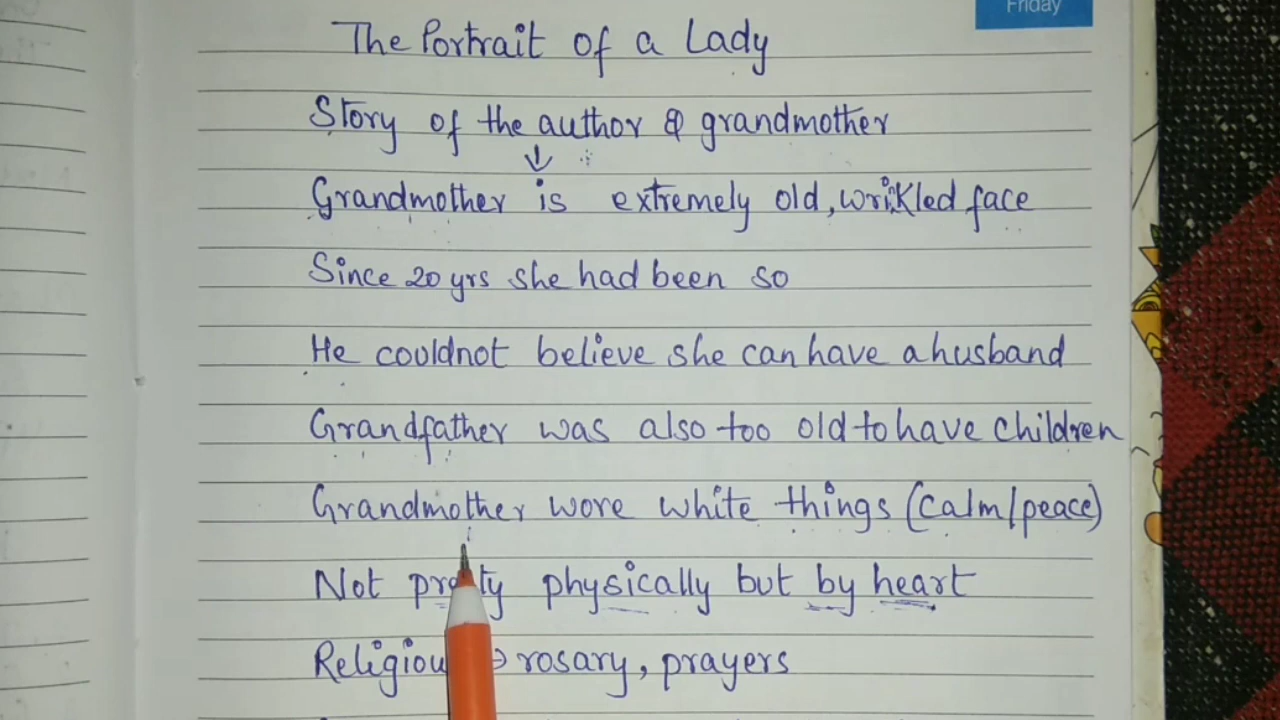 Friday
The Portrait of a Lady
Story of the author & grandmother
↓
Grandmother is extremely old, wrikled face
Since 20 yrs she had been so
He couldnot believe she can have a husband
Grandfather was also too old to have children
Grandmother wore white things (calm/peace)
Not pretty physically but by heart
Religious → rosary, prayers